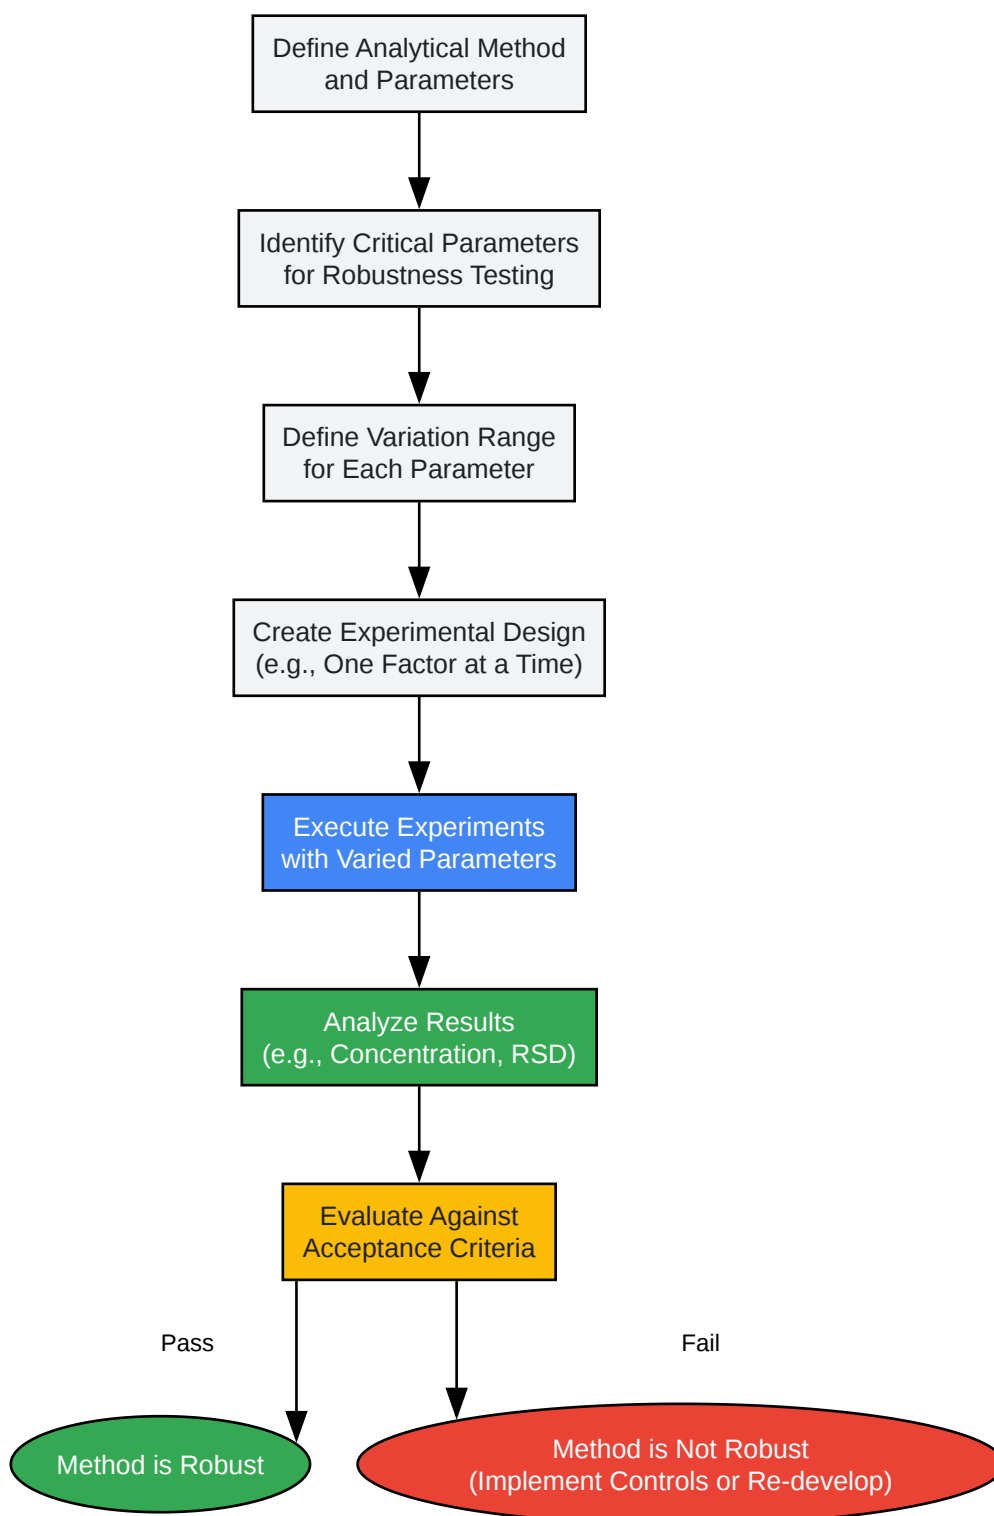 Define Analytical Method
and Parameters
Identify Critical Parameters
for Robustness Testing
Define Variation Range
for Each Parameter
Create Experimental Design
(e.g., One Factor at a Time)
Execute Experiments
with Varied Parameters
Analyze Results
(e.g., Concentration, RSD)
Evaluate Against
Acceptance Criteria
Pass
Fail
Method is Robust
Method is Not Robust
(Implement Controls or Re-develop)